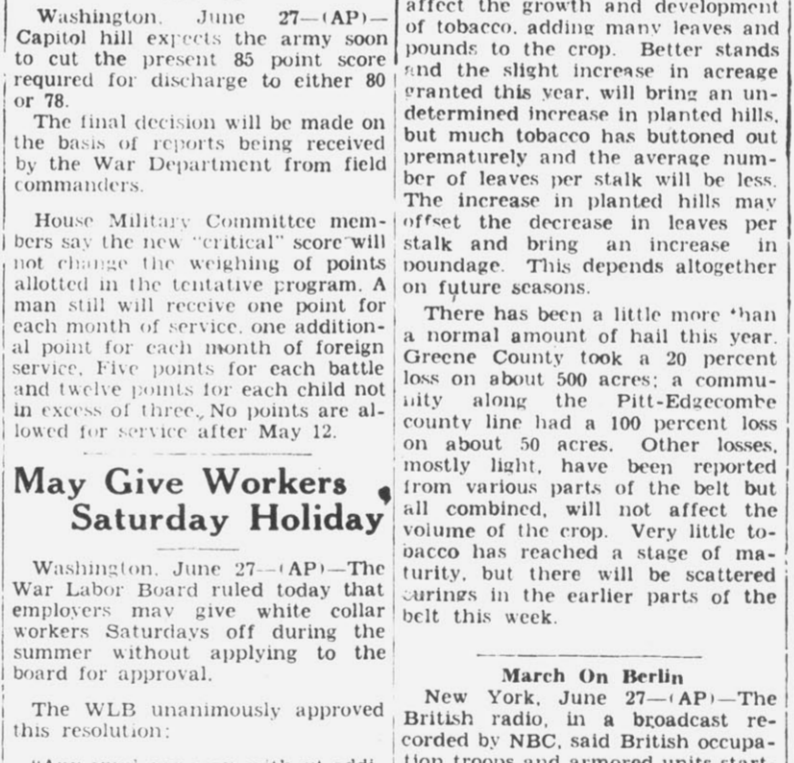 Washington, June 27—(AP)—
Capitol hill expects the army soon
to cut the present 85 point score
required for discharge to either 80
or 78.
The final decision will be made on
the basis of reports being received
by the War Department from field
commanders.
House Military Committee mem-
bers say the new "critical" score will
not change the weighing of points
allotted in the tentative program. A
man still will receive one point for
each month of service, one addition-
al point for each month of foreign
service, Five points for each battle
and twelve points for each child not
in excess of three. No points are al-
lowed for service after May 12.
May Give Workers
Saturday Holiday
Washington, June 27—(AP)—The
War Labor Board ruled today that
employers may give white collar
workers Saturdays off during the
summer without applying to the
board for approval.
The WLB unanimously approved
this resolution:
affect the growth and development
of tobacco, adding many leaves and
pounds to the crop. Better stands
and the slight increase in acreage
granted this year, will bring an un-
determined increase in planted hills,
but much tobacco has buttoned out
prematurely and the average num-
ber of leaves per stalk will be less.
The increase in planted hills may
offset the decrease in leaves per
stalk and bring an increase in
poundage. This depends altogether
on future seasons.
There has been a little more than
a normal amount of hail this year.
Greene County took a 20 percent
loss on about 500 acres; a commu-
nity along the Pitt-Edgecombe
county line had a 100 percent loss
on about 50 acres. Other losses,
mostly light, have been reported
from various parts of the belt but
all combined, will not affect the
volume of the crop. Very little to-
bacco has reached a stage of ma-
turity, but there will be scattered
curings in the earlier parts of the
belt this week.
March On Berlin
New York, June 27—(AP)—The
British radio, in a broadcast re-
corded by NBC, said British occupa-
tion troops and armored units start-